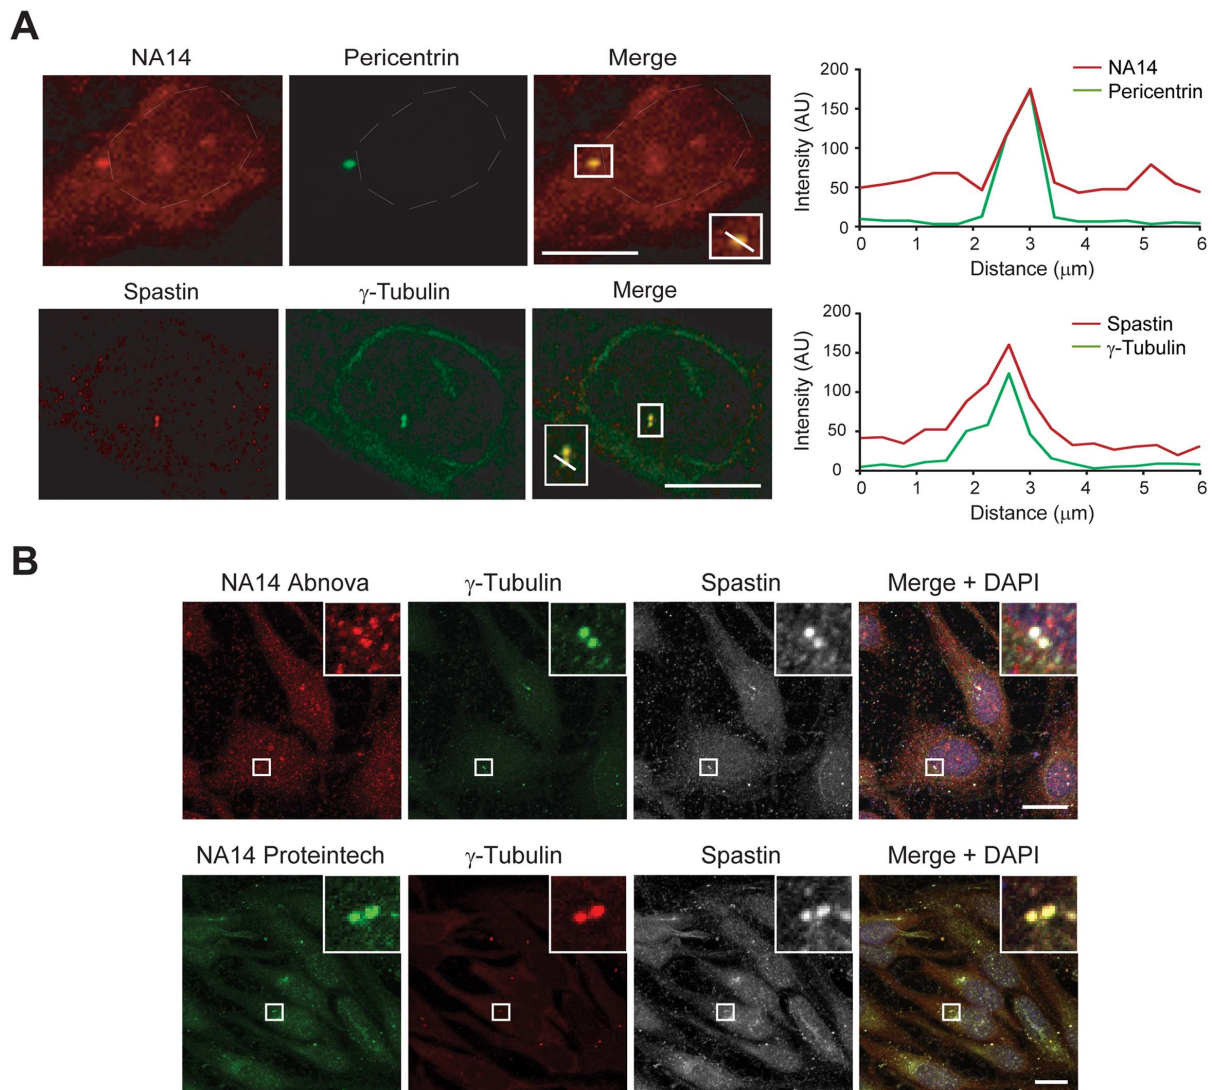 A
NA14 Pericentrin Merge
200
150
100
50
0
Intensity (AU)
NA14
Pericentrin
0 1 2 3 4 5 6
Distance (μm)
Spastin γ-Tubulin Merge
200
150
100
50
0
Intensity (AU)
Spastin
γ-Tubulin
0 1 2 3 4 5 6
Distance (μm)
B
NA14 Abnova γ-Tubulin Spastin Merge + DAPI
NA14 Proteintech γ-Tubulin Spastin Merge + DAPI